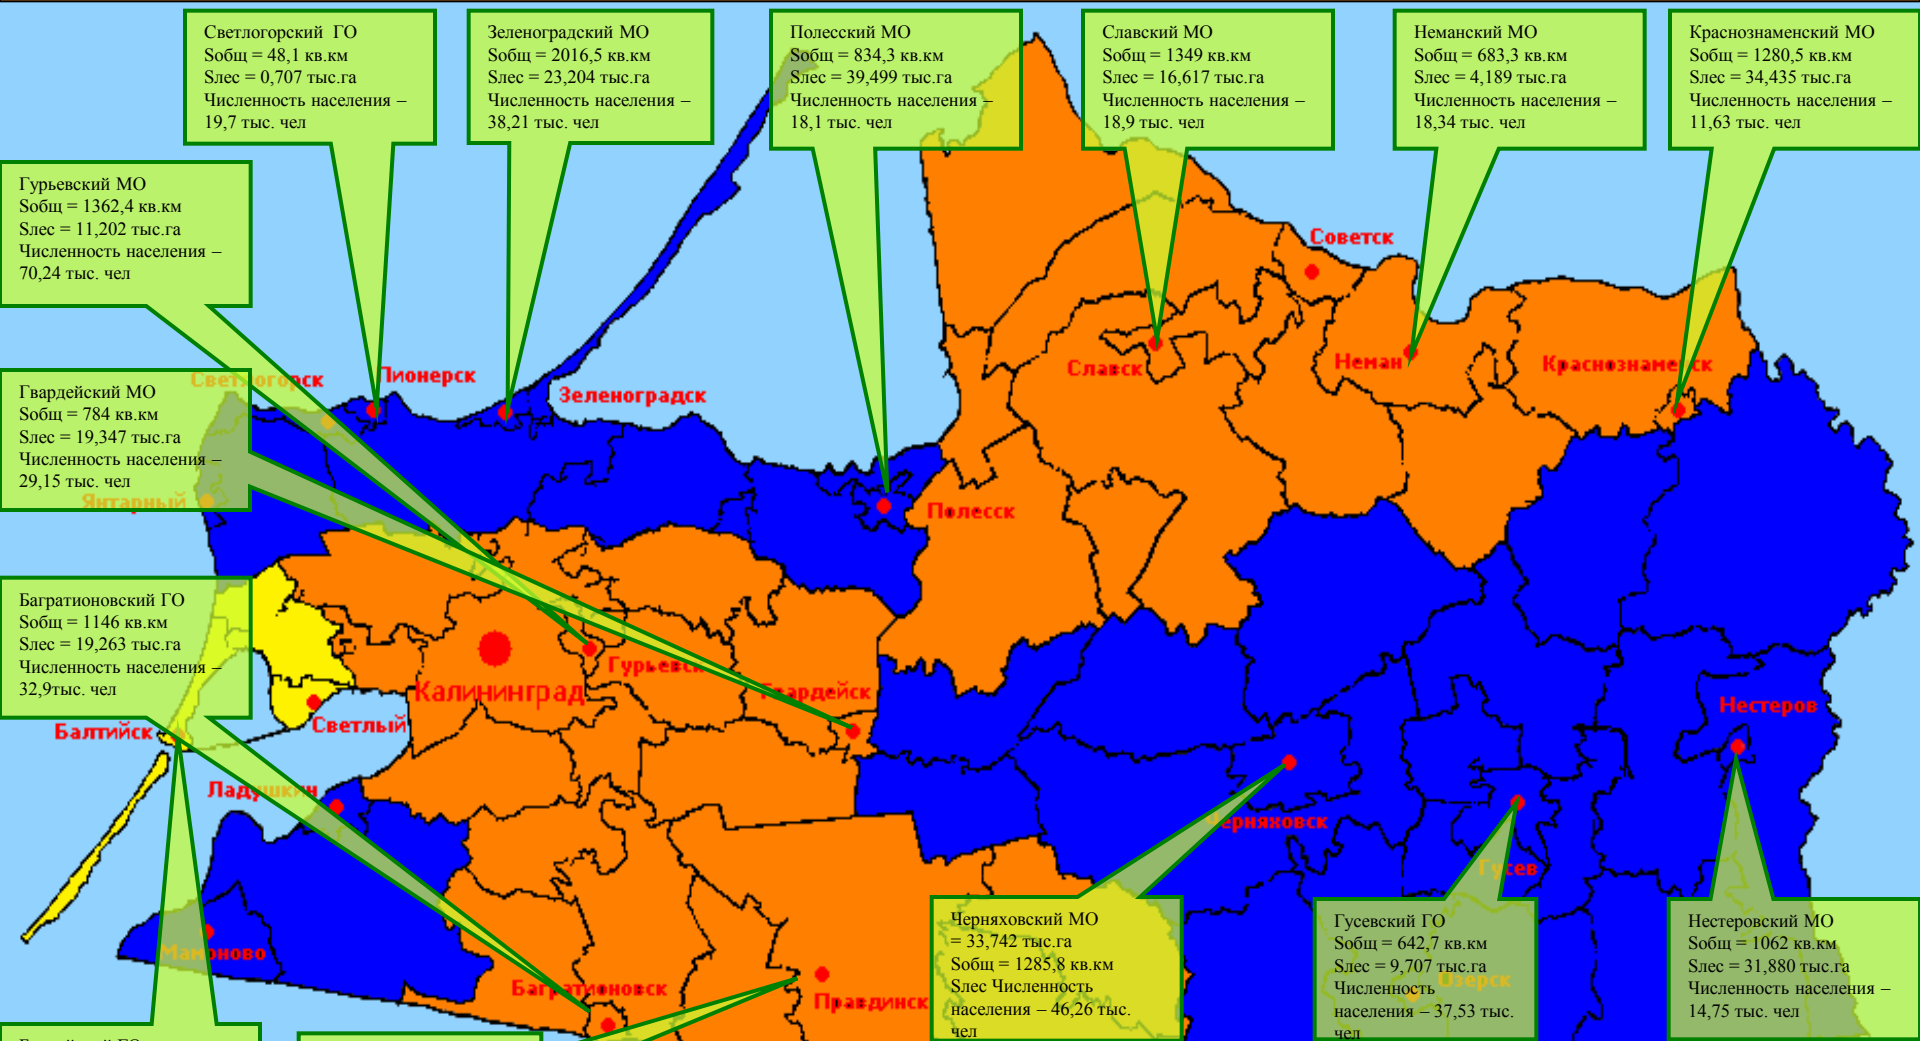 Светлогорский ГО
Sобщ = 48,1 кв.км
Sлес = 0,707 тыс.га
Численность населения –
19,7 тыс. чел
Зеленоградский МО
Sобщ = 2016,5 кв.км
Sлес = 23,204 тыс.га
Численность населения –
38,21 тыс. чел
Полесский МО
Sобщ = 834,3 кв.км
Sлес = 39,499 тыс.га
Численность населения –
18,1 тыс. чел
Славский МО
Sобщ = 1349 кв.км
Sлес = 16,617 тыс.га
Численность населения –
18,9 тыс. чел
Неманский МО
Sобщ = 683,3 кв.км
Sлес = 4,189 тыс.га
Численность населения –
18,34 тыс. чел
Краснознаменский МО
Sобщ = 1280,5 кв.км
Sлес = 34,435 тыс.га
Численность населения –
11,63 тыс. чел
Гурьевский МО
Sобщ = 1362,4 кв.км
Sлес = 11,202 тыс.га
Численность населения –
70,24 тыс. чел
Гвардейский МО
Sобщ = 784 кв.км
Sлес = 19,347 тыс.га
Численность населения –
29,15 тыс. чел
Багратионовский ГО
Sобщ = 1146 кв.км
Sлес = 19,263 тыс.га
Численность населения –
32,9тыс. чел
Советск
Славск
Неман
Краснознаменск
Светлогорск
Пионерск
Зеленоградск
Янтарный
Полесск
Калининград
Гурьевск
Гвардейск
Нестеров
Балтийск
Светлый
Ладушкин
Черняховск
Гусев
Мамоново
Багратионовск
Правдинск
Озерск
Черняховский МО
= 33,742 тыс.га
Sобщ = 1285,8 кв.км
Sлес Численность
населения – 46,26 тыс.
чел
Гусевский ГО
Sобщ = 642,7 кв.км
Sлес = 9,707 тыс.га
Численность
населения – 37,53 тыс.
чел
Нестеровский МО
Sобщ = 1062 кв.км
Sлес = 31,880 тыс.га
Численность населения –
14,75 тыс. чел